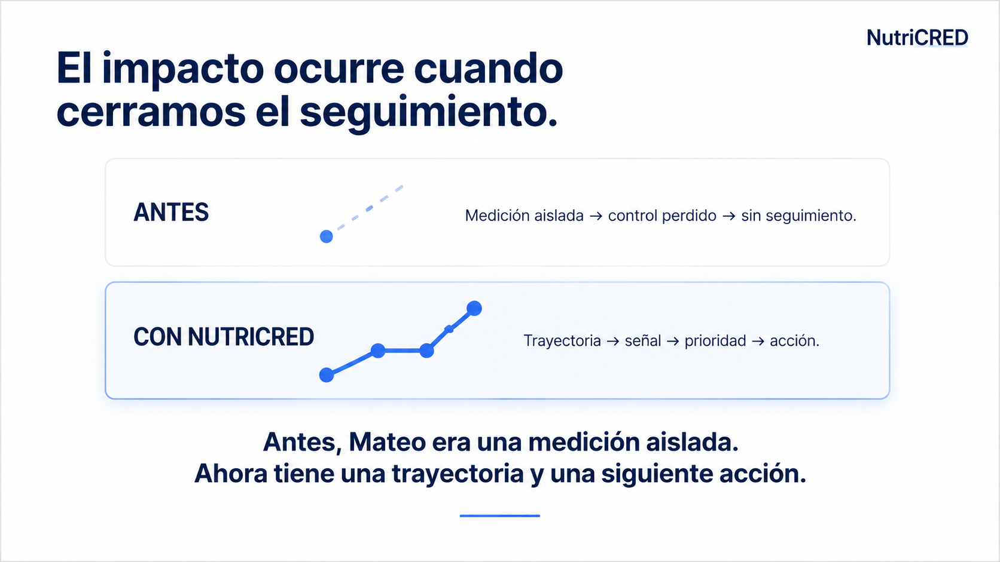 NutriCRED
El impacto ocurre cuando
cerramos el seguimiento.
ANTES
Medición aislada → control perdido → sin seguimiento.
CON NUTRICRED
Trayectoria → señal → prioridad → acción.
Antes, Mateo era una medición aislada.
Ahora tiene una trayectoria y una siguiente acción.